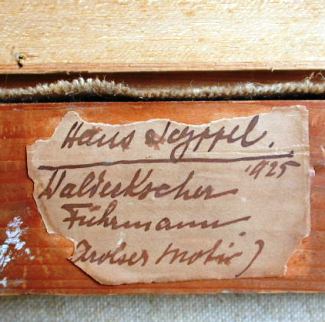 Hans Seyppel.
1925
Waldeckscher
Fuhrmann
Arolser Motiv)